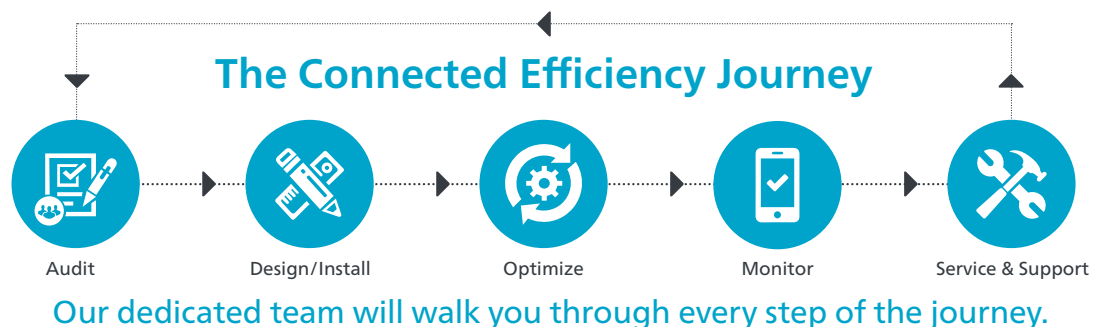 The Connected Efficiency Journey
Audit
Design/Install
Optimize
Monitor
Service & Support
Our dedicated team will walk you through every step of the journey.